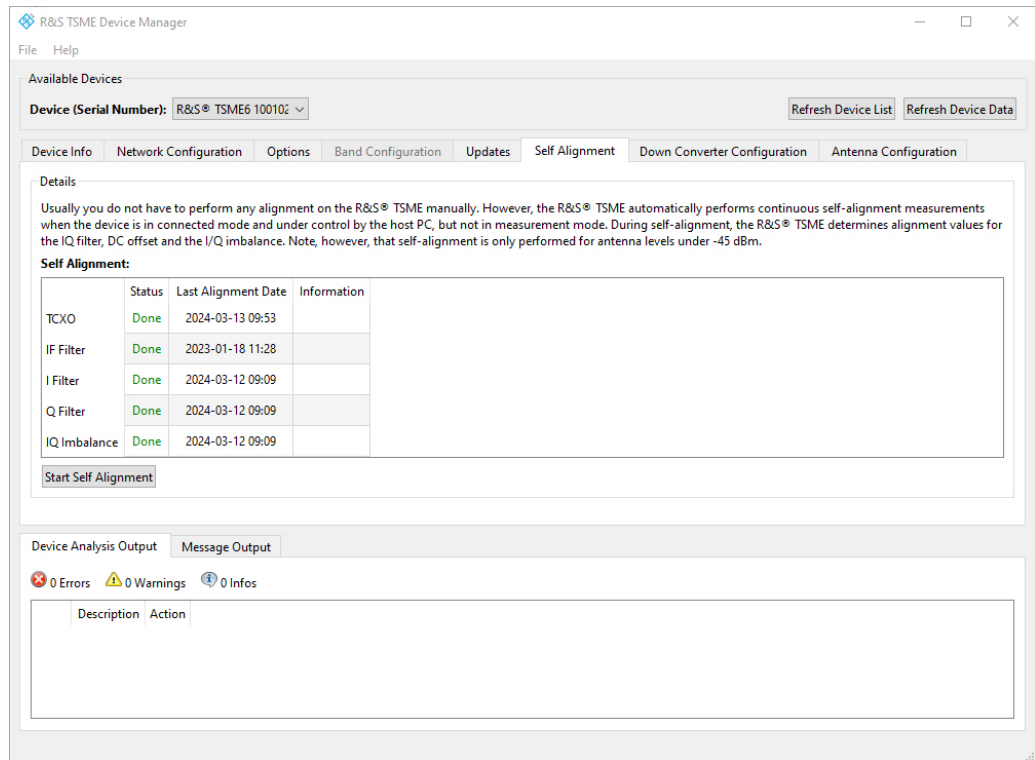 R&S TSME Device Manager
File Help
Available Devices
Device (Serial Number): R&S® TSME6 100102 Refresh Device List Refresh Device Data
Device Info Network Configuration Options Band Configuration Updates Self Alignment Down Converter Configuration Antenna Configuration
Details
Usually you do not have to perform any alignment on the R&S® TSME manually. However, the R&S® TSME automatically performs continuous self-alignment measurements
when the device is in connected mode and under control by the host PC, but not in measurement mode. During self-alignment, the R&S® TSME determines alignment values for
the IQ filter, DC offset and the I/Q imbalance. Note, however, that self-alignment is only performed for antenna levels under -45 dBm.
Self Alignment:
Status Last Alignment Date Information
TCXO Done 2024-03-13 09:53
IF Filter Done 2023-01-18 11:28
I Filter Done 2024-03-12 09:09
Q Filter Done 2024-03-12 09:09
IQ Imbalance Done 2024-03-12 09:09
Start Self Alignment
Device Analysis Output Message Output
0 Errors 0 Warnings 0 Infos
Description Action